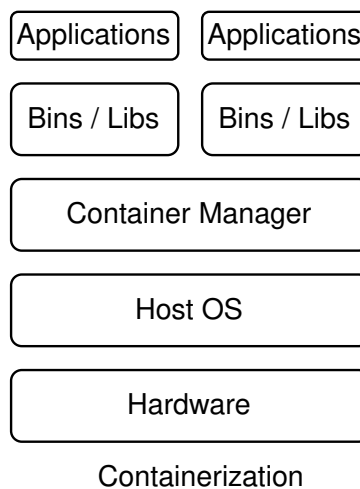 Applications Applications
Bins / Libs Bins / Libs
Container Manager
Host OS
Hardware
Containerization